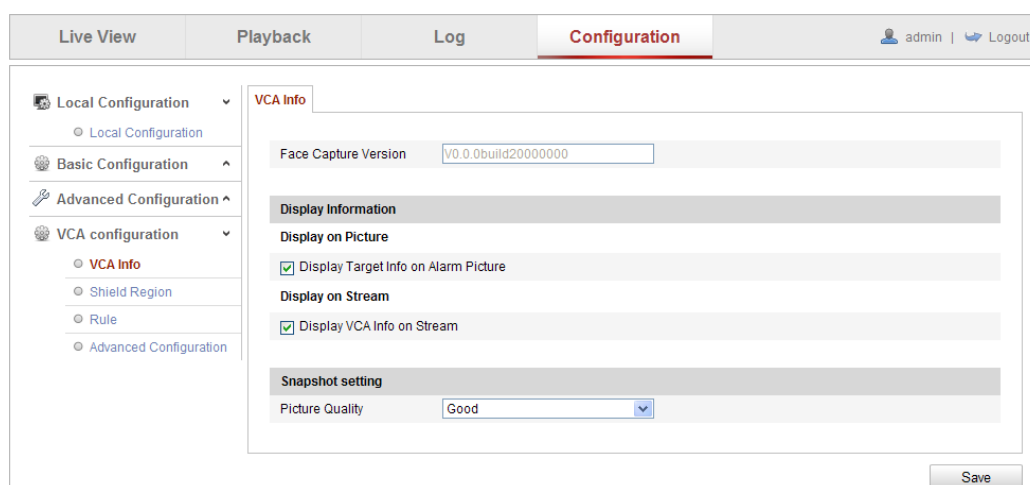 Live View Playback Log Configuration admin | Logout
Local Configuration
Local Configuration
Basic Configuration
Advanced Configuration
VCA configuration
VCA Info
Shield Region
Rule
Advanced Configuration
VCA Info
Face Capture Version V0.0.0build20000000
Display Information
Display on Picture
Display Target Info on Alarm Picture
Display on Stream
Display VCA Info on Stream
Snapshot setting
Picture Quality Good
Save